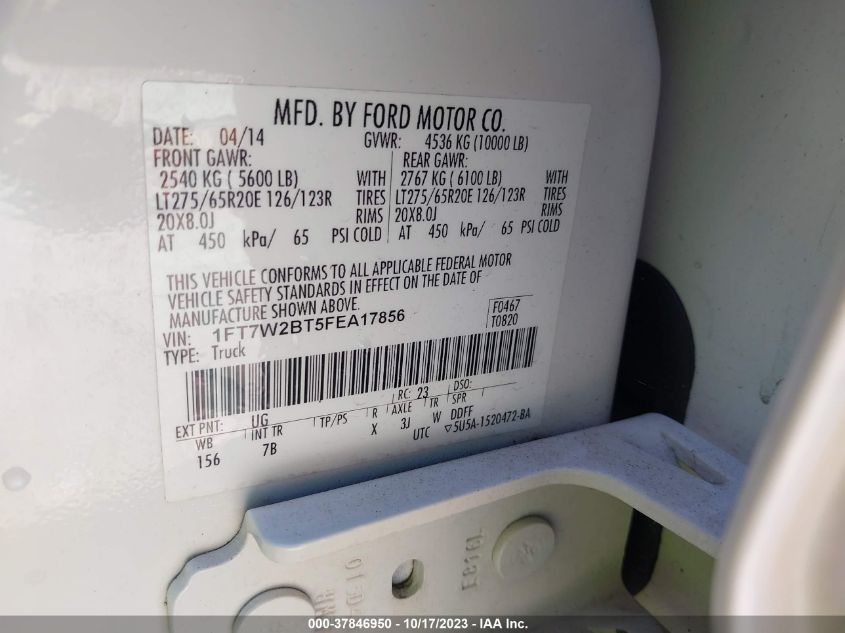 MFD. BY FORD MOTOR CO.
DATE: 04/14 GVWR: 4536 KG (10000 LB)
FRONT GAWR: REAR GAWR:
2540 KG ( 5600 LB) WITH 2767 KG ( 6100 LB) WITH
LT275/65R20E 126/123R TIRES LT275/65R20E 126/123R TIRES
20X8.0J RIMS 20X8.0J RIMS
AT 450 kPa/ 65 PSI COLD AT 450 kPa/ 65 PSI COLD
THIS VEHICLE CONFORMS TO ALL APPLICABLE FEDERAL MOTOR
VEHICLE SAFETY STANDARDS IN EFFECT ON THE DATE OF
MANUFACTURE SHOWN ABOVE.
VIN: 1FT7W2BT5FEA17856
TYPE: Truck
F0467
T0820
EXT PNT: UG RC: 23 DSO:
WB INT TR TP/PS R AXLE TR SPR
156 7B X 3J W DDFF
UTC ▽5U5A-1520472-BA
000-37846950 - 10/17/2023 - IAA Inc.